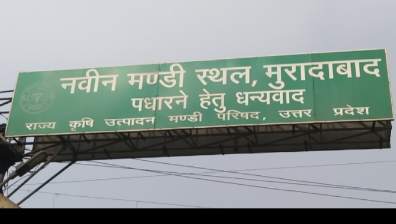 नवीन मण्डी स्थल, मुरादाबाद
पधारने हेतु धन्यवाद
राज्य कृषि उत्पादन मण्डी परिषद, उत्तर प्रदेश